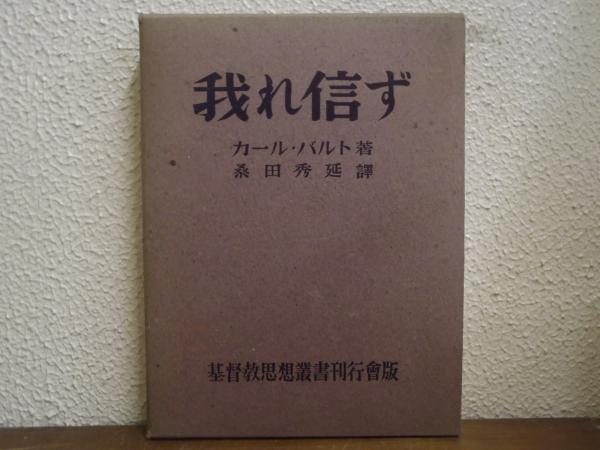 我れ信ず
カール・バルト著
桑田秀延譯
基督教思想叢書刊行會版